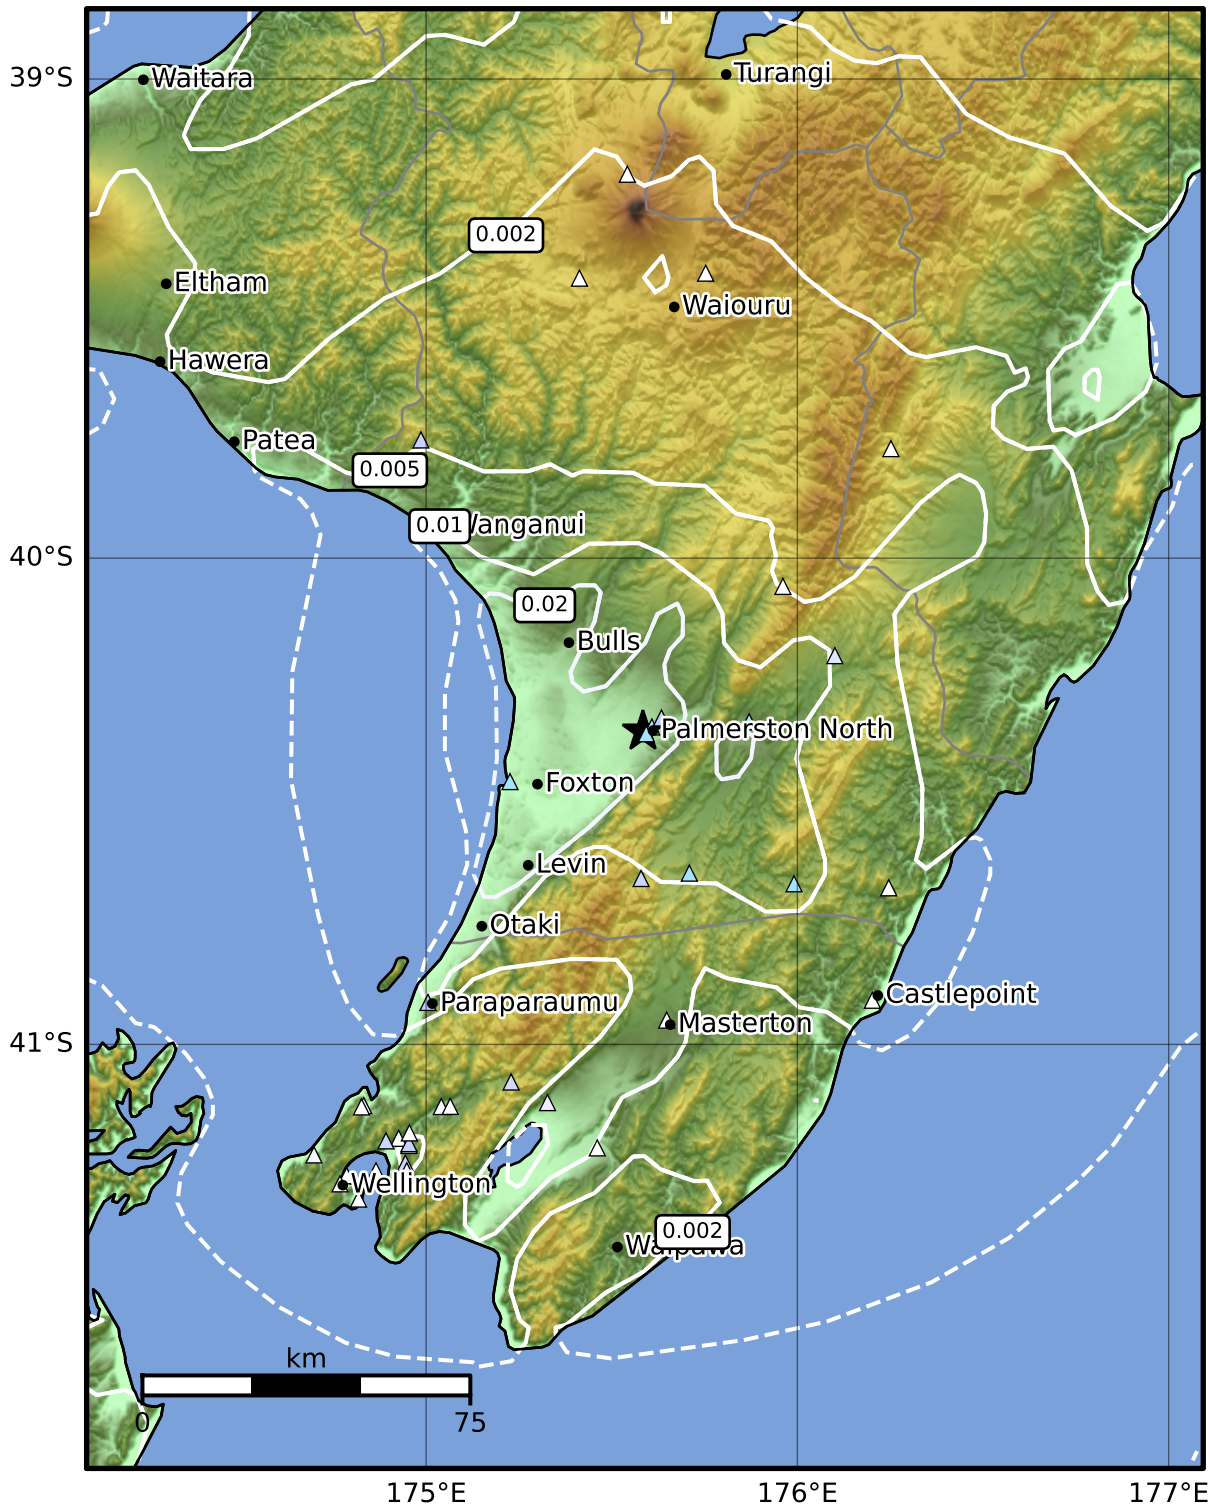 39°S
Waitara
Turangi
0.002
Eltham
Waiouru
Hawera
Patea
0.005
0.01
Wanganui
40°S
0.02
Bulls
Palmerston North
Foxton
Levin
Otaki
Paraparaumu
Castlepoint
Masterton
41°S
Wellington
0.002
km
0
75
175°E
176°E
177°E